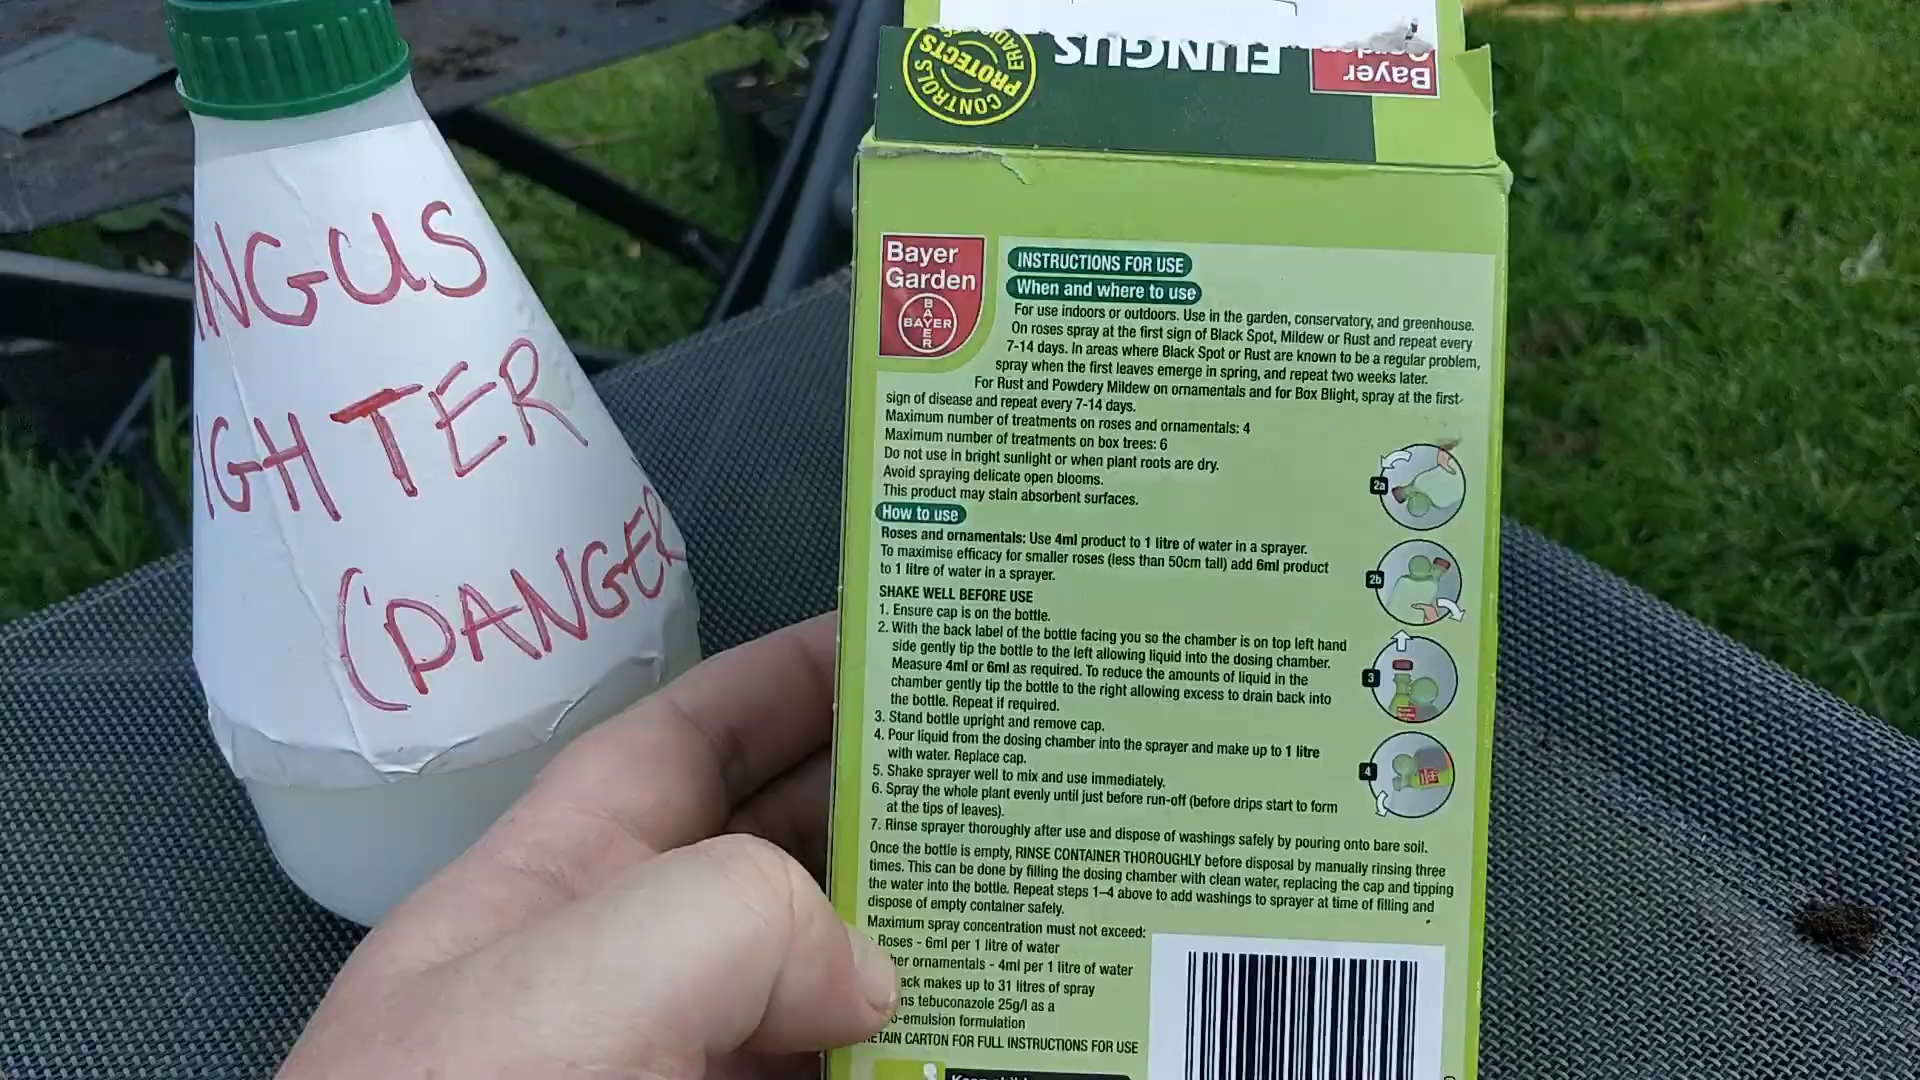 NGUS
IGHTER
(DANGER
CONTROLS
PROTECTS
FUNGUS
Bayer
Bayer
Garden
BAYER
BAYER
INSTRUCTIONS FOR USE
When and where to use
For use indoors or outdoors. Use in the garden, conservatory, and greenhouse.
On roses spray at the first sign of Black Spot, Mildew or Rust and repeat every
7-14 days. In areas where Black Spot or Rust are known to be a regular problem,
spray when the first leaves emerge in spring, and repeat two weeks later.
For Rust and Powdery Mildew on ornamentals and for Box Blight, spray at the first
sign of disease and repeat every 7-14 days.
Maximum number of treatments on roses and ornamentals: 4
Maximum number of treatments on box trees: 6
Do not use in bright sunlight or when plant roots are dry.
Avoid spraying delicate open blooms.
This product may stain absorbent surfaces.
How to use
Roses and ornamentals: Use 4ml product to 1 litre of water in a sprayer.
To maximise efficacy for smaller roses (less than 50cm tall) add 6ml product
to 1 litre of water in a sprayer.
SHAKE WELL BEFORE USE
1. Ensure cap is on the bottle.
2. With the back label of the bottle facing you so the chamber is on top left hand
side gently tip the bottle to the left allowing liquid into the dosing chamber.
Measure 4ml or 6ml as required. To reduce the amounts of liquid in the
chamber gently tip the bottle to the right allowing excess to drain back into
the bottle. Repeat if required.
3. Stand bottle upright and remove cap.
4. Pour liquid from the dosing chamber into the sprayer and make up to 1 litre
with water. Replace cap.
5. Shake sprayer well to mix and use immediately.
6. Spray the whole plant evenly until just before run-off (before drips start to form
at the tips of leaves).
7. Rinse sprayer thoroughly after use and dispose of washings safely by pouring onto bare soil.
2a
2b
3
4
Once the bottle is empty, RINSE CONTAINER THOROUGHLY before disposal by manually rinsing three
times. This can be done by filling the dosing chamber with clean water, replacing the cap and tipping
the water into the bottle. Repeat steps 1–4 above to add washings to sprayer at time of filling and
dispose of empty container safely.
Maximum spray concentration must not exceed:
Roses - 6ml per 1 litre of water
her ornamentals - 4ml per 1 litre of water
ack makes up to 31 litres of spray
ns tebuconazole 25g/l as a
o-emulsion formulation
ETAIN CARTON FOR FULL INSTRUCTIONS FOR USE